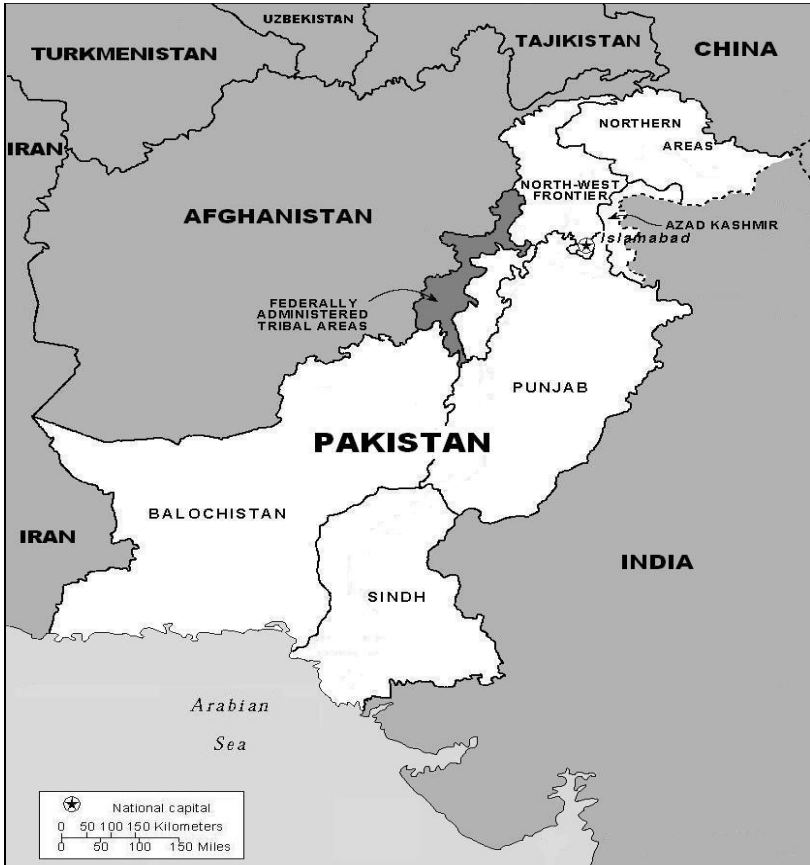 UZBEKISTAN
TAJIKISTAN
CHINA
TURKMENISTAN
NORTHERN
AREAS
IRAN
NORTH-WEST
FRONTIER
AFGHANISTAN
AZAD KASHMIR
Islamabad
FEDERALLY
ADMINISTERED
TRIBAL AREAS
PUNJAB
PAKISTAN
BALOCHISTAN
IRAN
INDIA
SINDH
Arabian
Sea
National capital
0 50 100 150 Kilometers
0 50 100 150 Miles